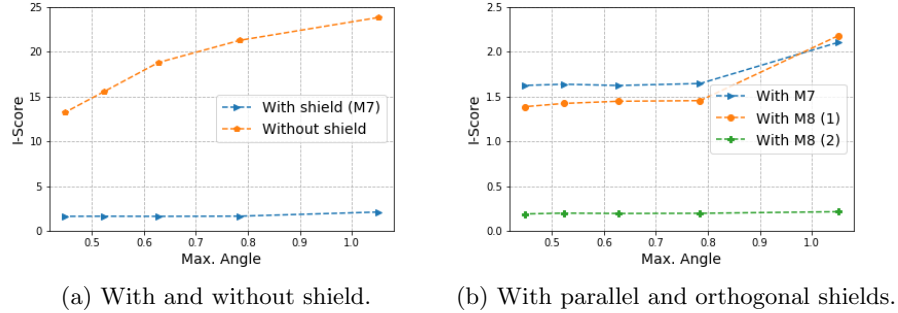 25
20
15
10
5
0
I-Score
With shield (M7)
Without shield
0.5 0.6 0.7 0.8 0.9 1.0
Max. Angle
(a) With and without shield.
2.5
2.0
1.5
1.0
0.5
0.0
I-Score
With M7
With M8 (1)
With M8 (2)
0.5 0.6 0.7 0.8 0.9 1.0
Max. Angle
(b) With parallel and orthogonal shields.